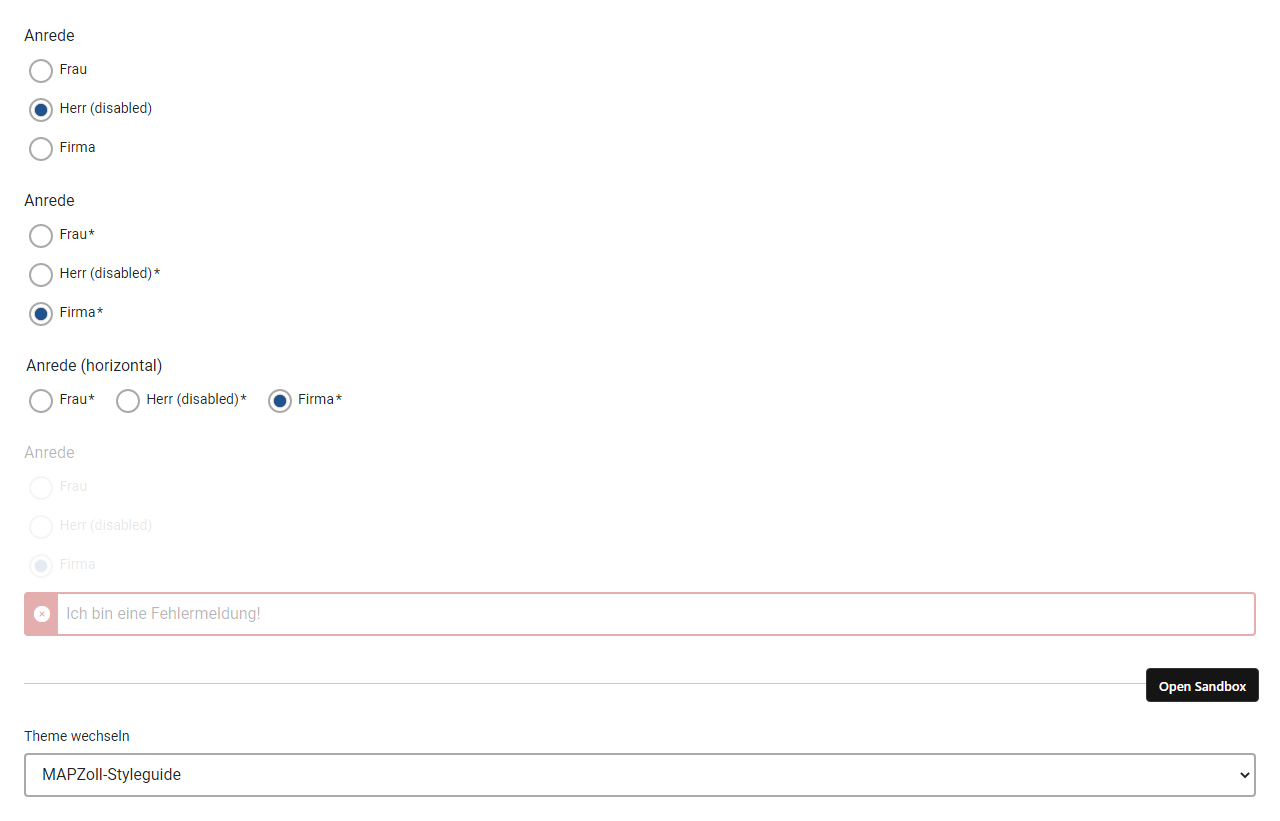 Anrede
Frau
Herr (disabled)
Firma
Anrede
Frau*
Herr (disabled)*
Firma*
Anrede (horizontal)
Frau* Herr (disabled)* Firma*
Anrede
Frau
Herr (disabled)
Firma
Ich bin eine Fehlermeldung!
Open Sandbox
Theme wechseln
MAPZoll-Styleguide